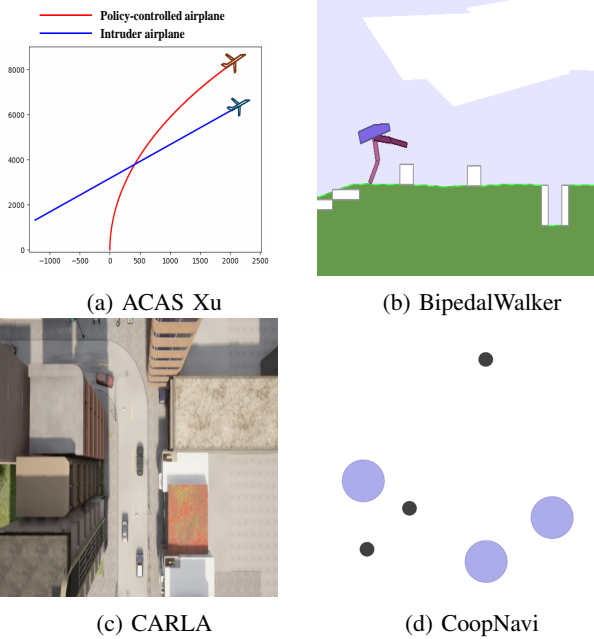 Policy-controlled airplane
Intruder airplane
8000
6000
4000
2000
0
-1000 -500 0 500 1000 1500 2000 2500
(a) ACAS Xu
(b) BipedalWalker
(c) CARLA
(d) CoopNavi